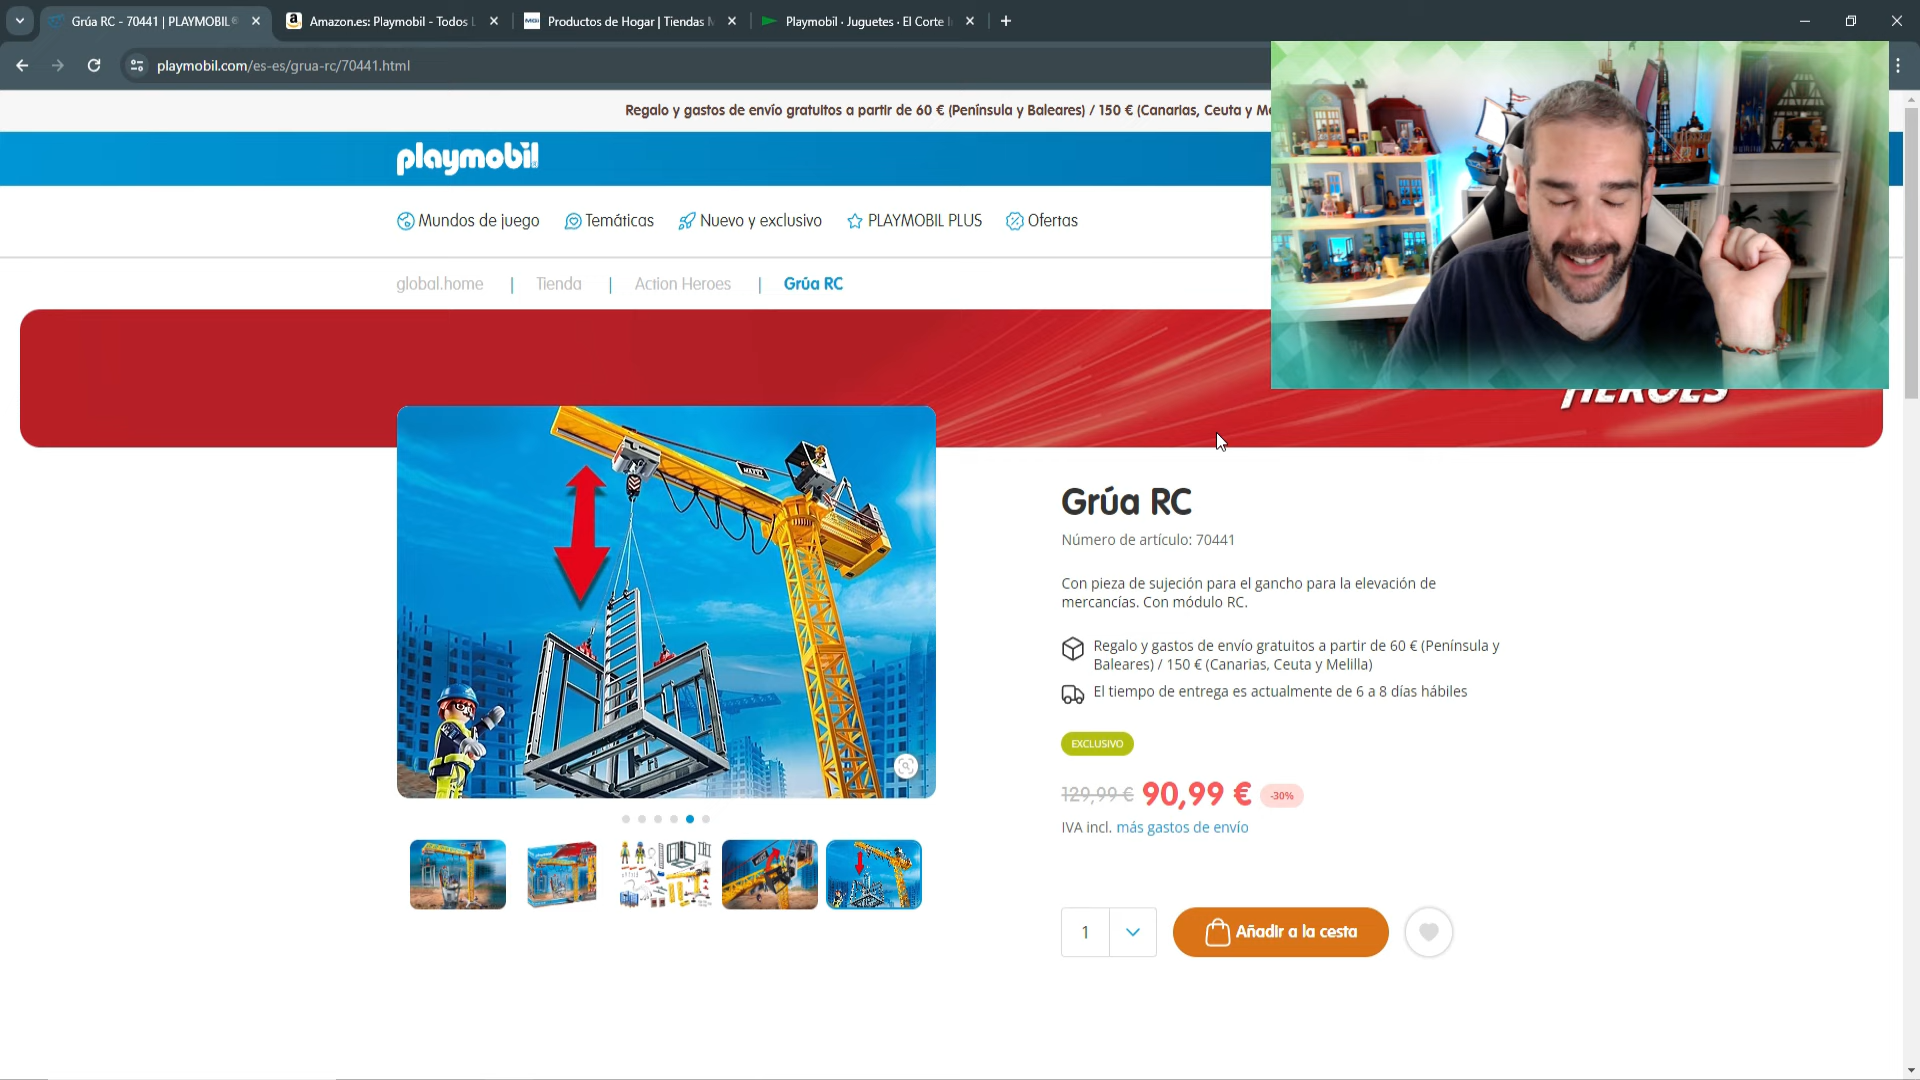 Grúa RC - 70441 | PLAYMOBIL®
Amazon.es: Playmobil - Todos
Productos de Hogar | Tiendas
Playmobil · Juguetes · El Corte
playmobil.com/es-es/grua-rc/70441.html
Regalo y gastos de envío gratuitos a partir de 60 € (Península y Baleares) / 150 € (Canarias, Ceuta y
playmobil
Mundos de juego
Temáticas
Nuevo y exclusivo
PLAYMOBIL PLUS
Ofertas
global.home | Tienda | Action Heroes | Grúa RC
HEROES
Grúa RC
Número de artículo: 70441
Con pieza de sujeción para el gancho para la elevación de
mercancías. Con módulo RC.
Regalo y gastos de envío gratuitos a partir de 60 € (Península y
Baleares) / 150 € (Canarias, Ceuta y Melilla)
El tiempo de entrega es actualmente de 6 a 8 días hábiles
EXCLUSIVO
129,99 € 90,99 € -30%
IVA incl. más gastos de envío
1
Añadir a la cesta